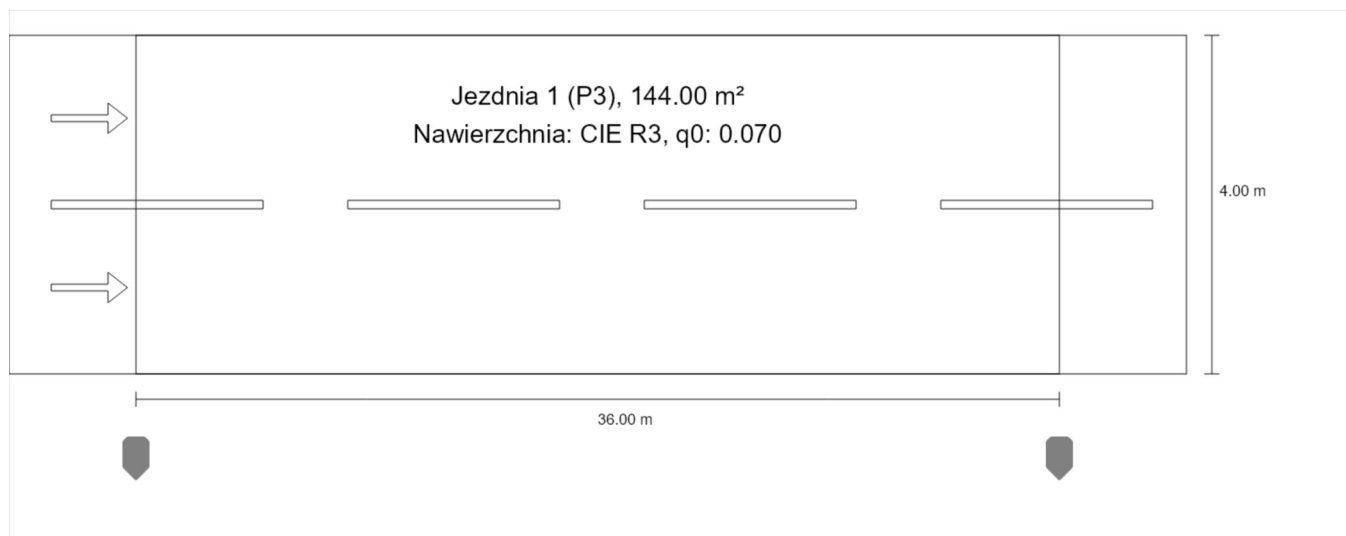 Jezdnia 1 (P3), 144.00 m²
Nawierzchnia: CIE R3, q0: 0.070
4.00 m
36.00 m